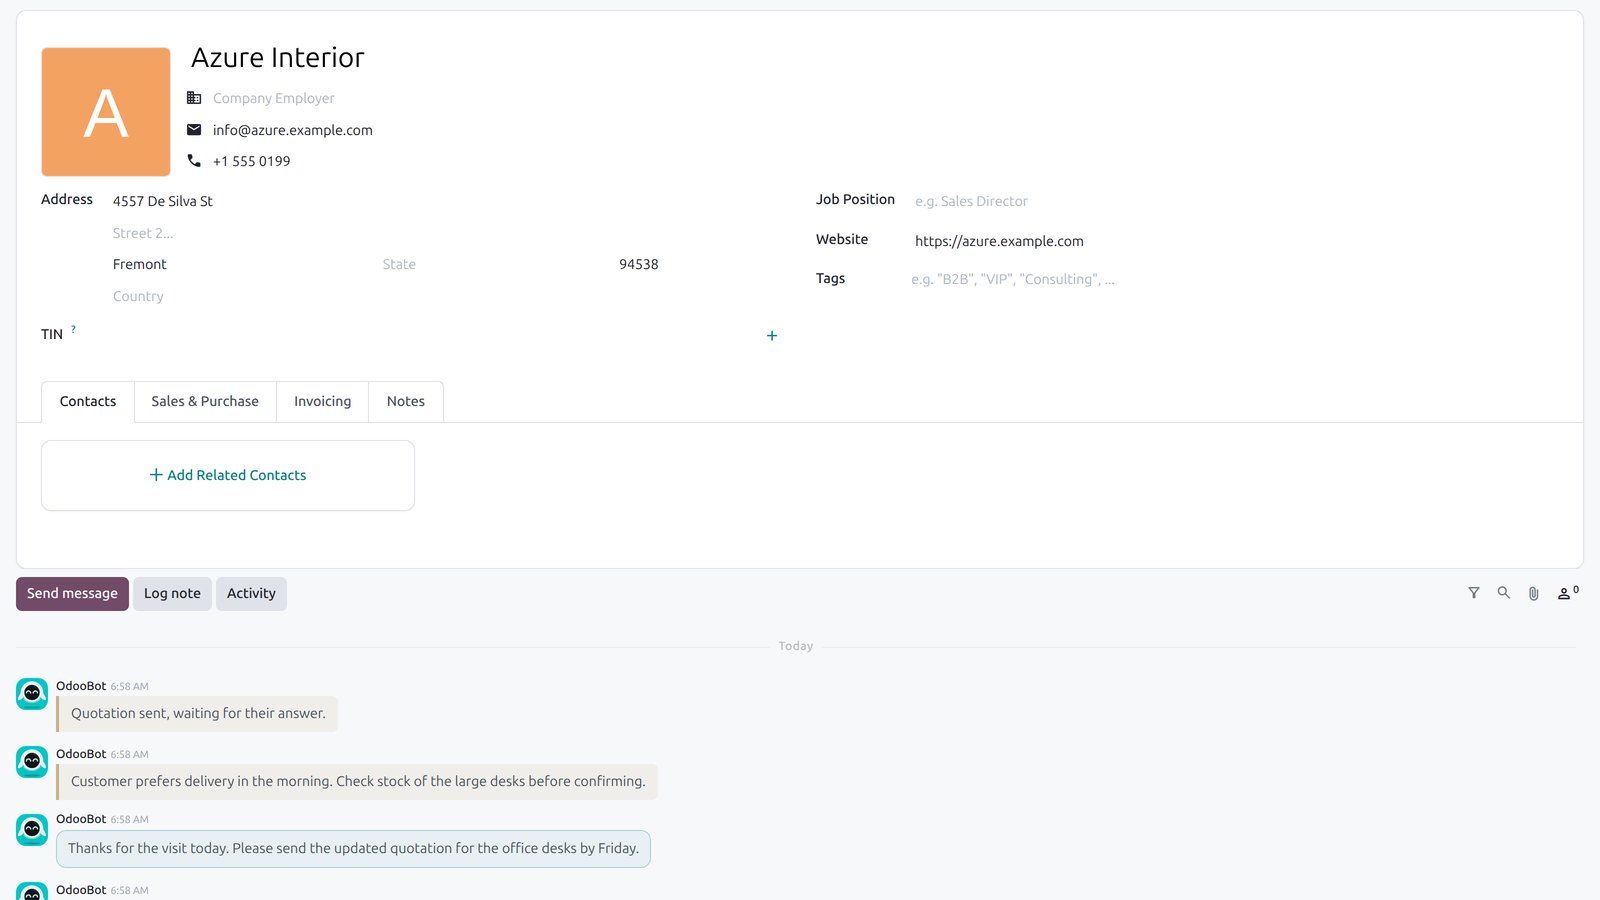 A
Azure Interior
Company Employer
info@azure.example.com
+1 555 0199
Address 4557 De Silva St
Street 2...
Fremont State 94538
Country
TIN ?
+
Job Position e.g. Sales Director
Website https://azure.example.com
Tags e.g. "B2B", "VIP", "Consulting", ...
Contacts Sales & Purchase Invoicing Notes
+ Add Related Contacts
Send message Log note Activity 0
Today
OdooBot 6:58 AM
Quotation sent, waiting for their answer.
OdooBot 6:58 AM
Customer prefers delivery in the morning. Check stock of the large desks before confirming.
OdooBot 6:58 AM
Thanks for the visit today. Please send the updated quotation for the office desks by Friday.
OdooBot 6:58 AM